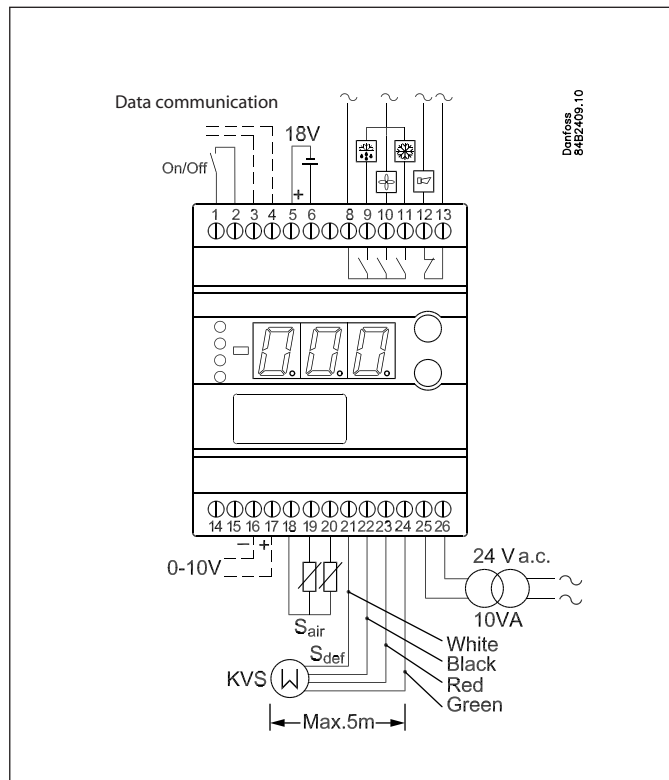 Data communication
Danfoss
84B2409.10
18V
On/Off
+
1 2 3 4 5 6 8 9 10 11 12 13
14 15 16 17 18 19 20 21 22 23 24 25 26
− +
0-10V
24 V a.c.
10VA
Sair
Sdef
White
Black
Red
Green
KVS
Max.5m